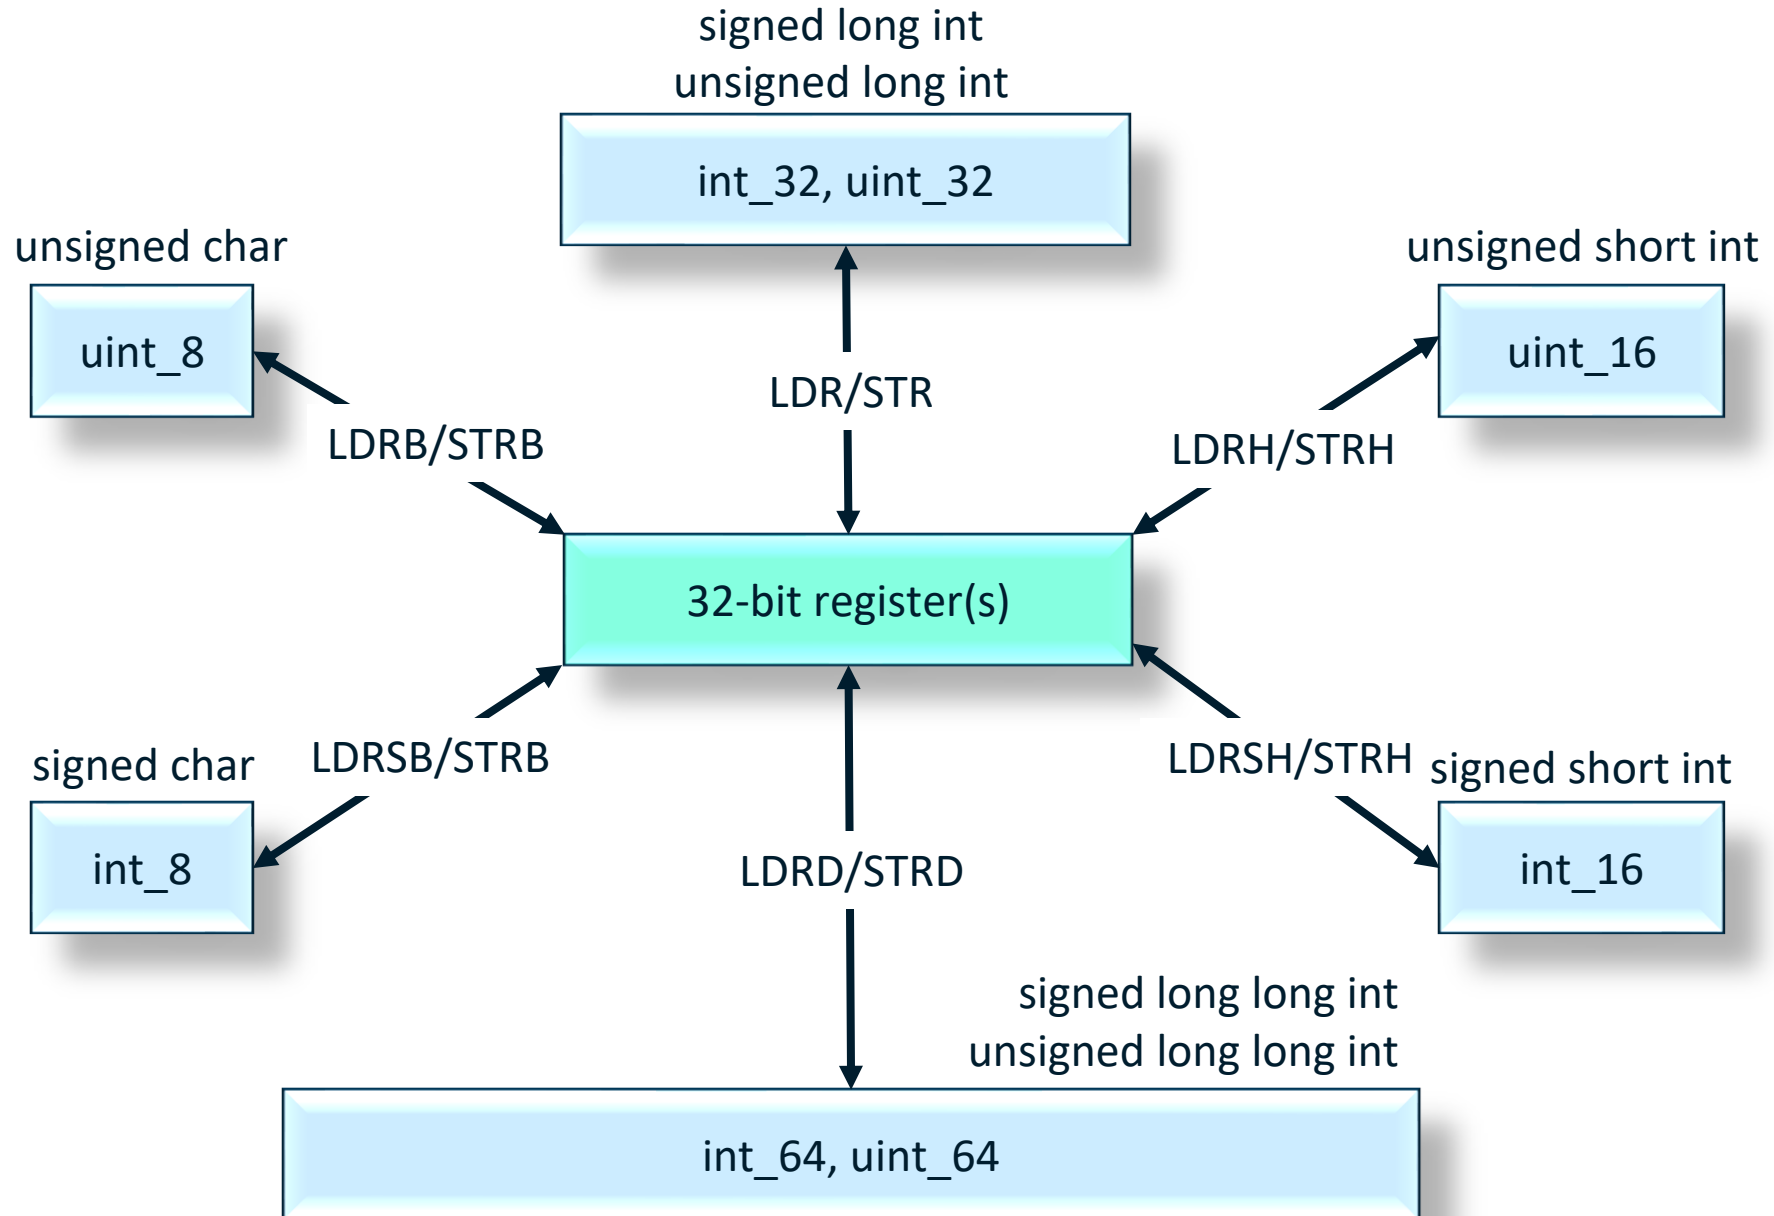 signed long int
unsigned long int
int_32, uint_32
unsigned char
unsigned short int
uint_8
uint_16
LDR/STR
LDRB/STRB
LDRH/STRH
32-bit register(s)
signed char
LDRSB/STRB
LDRSH/STRH
signed short int
int_8
LDRD/STRD
int_16
signed long long int
unsigned long long int
int_64, uint_64